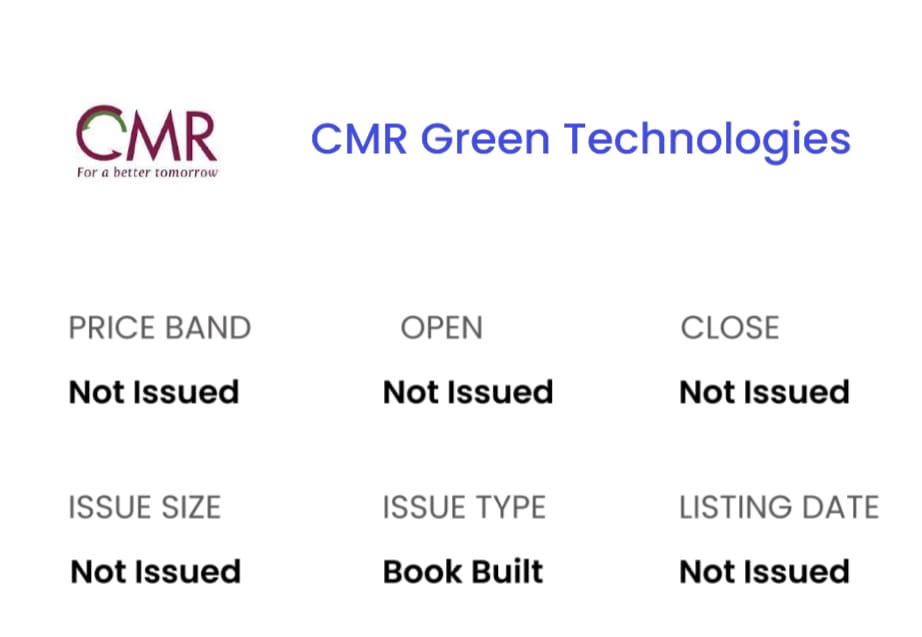 CMR
For a better tomorrow
CMR Green Technologies
PRICE BAND OPEN CLOSE
Not Issued Not Issued Not Issued
ISSUE SIZE ISSUE TYPE LISTING DATE
Not Issued Book Built Not Issued